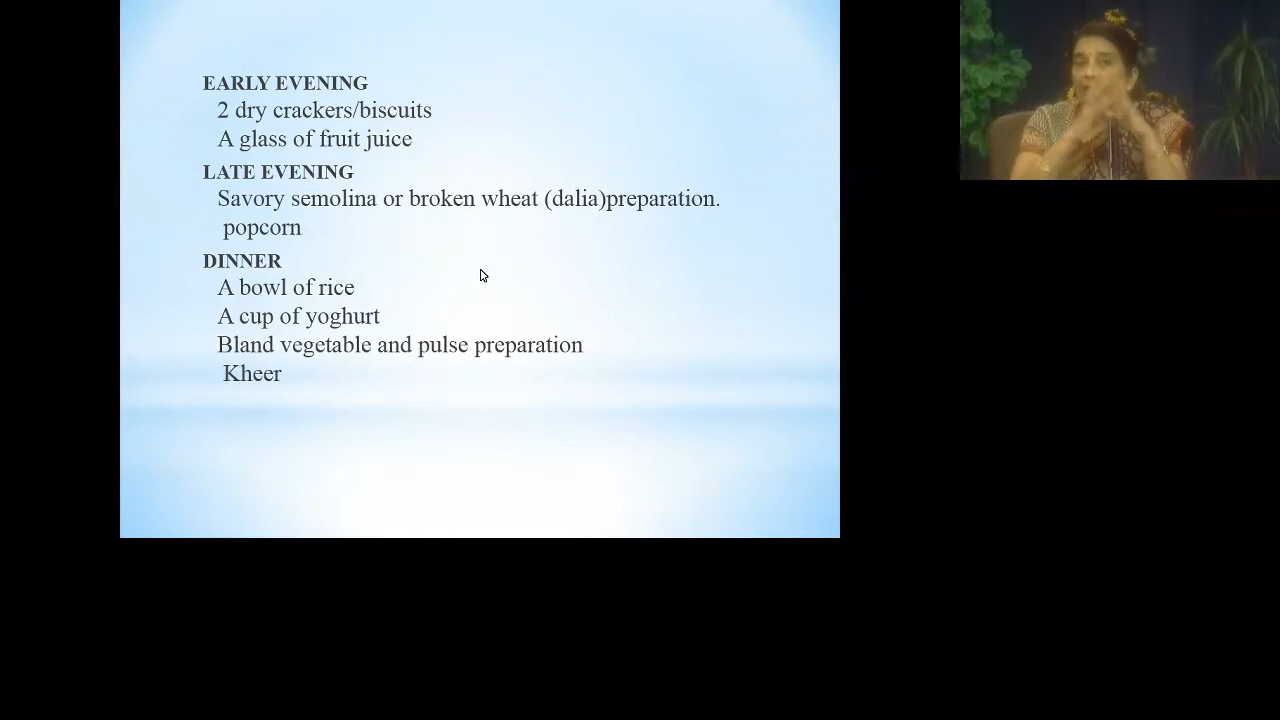 EARLY EVENING
2 dry crackers/biscuits
A glass of fruit juice
LATE EVENING
Savory semolina or broken wheat (dalia)preparation.
popcorn
DINNER
A bowl of rice
A cup of yoghurt
Bland vegetable and pulse preparation
Kheer